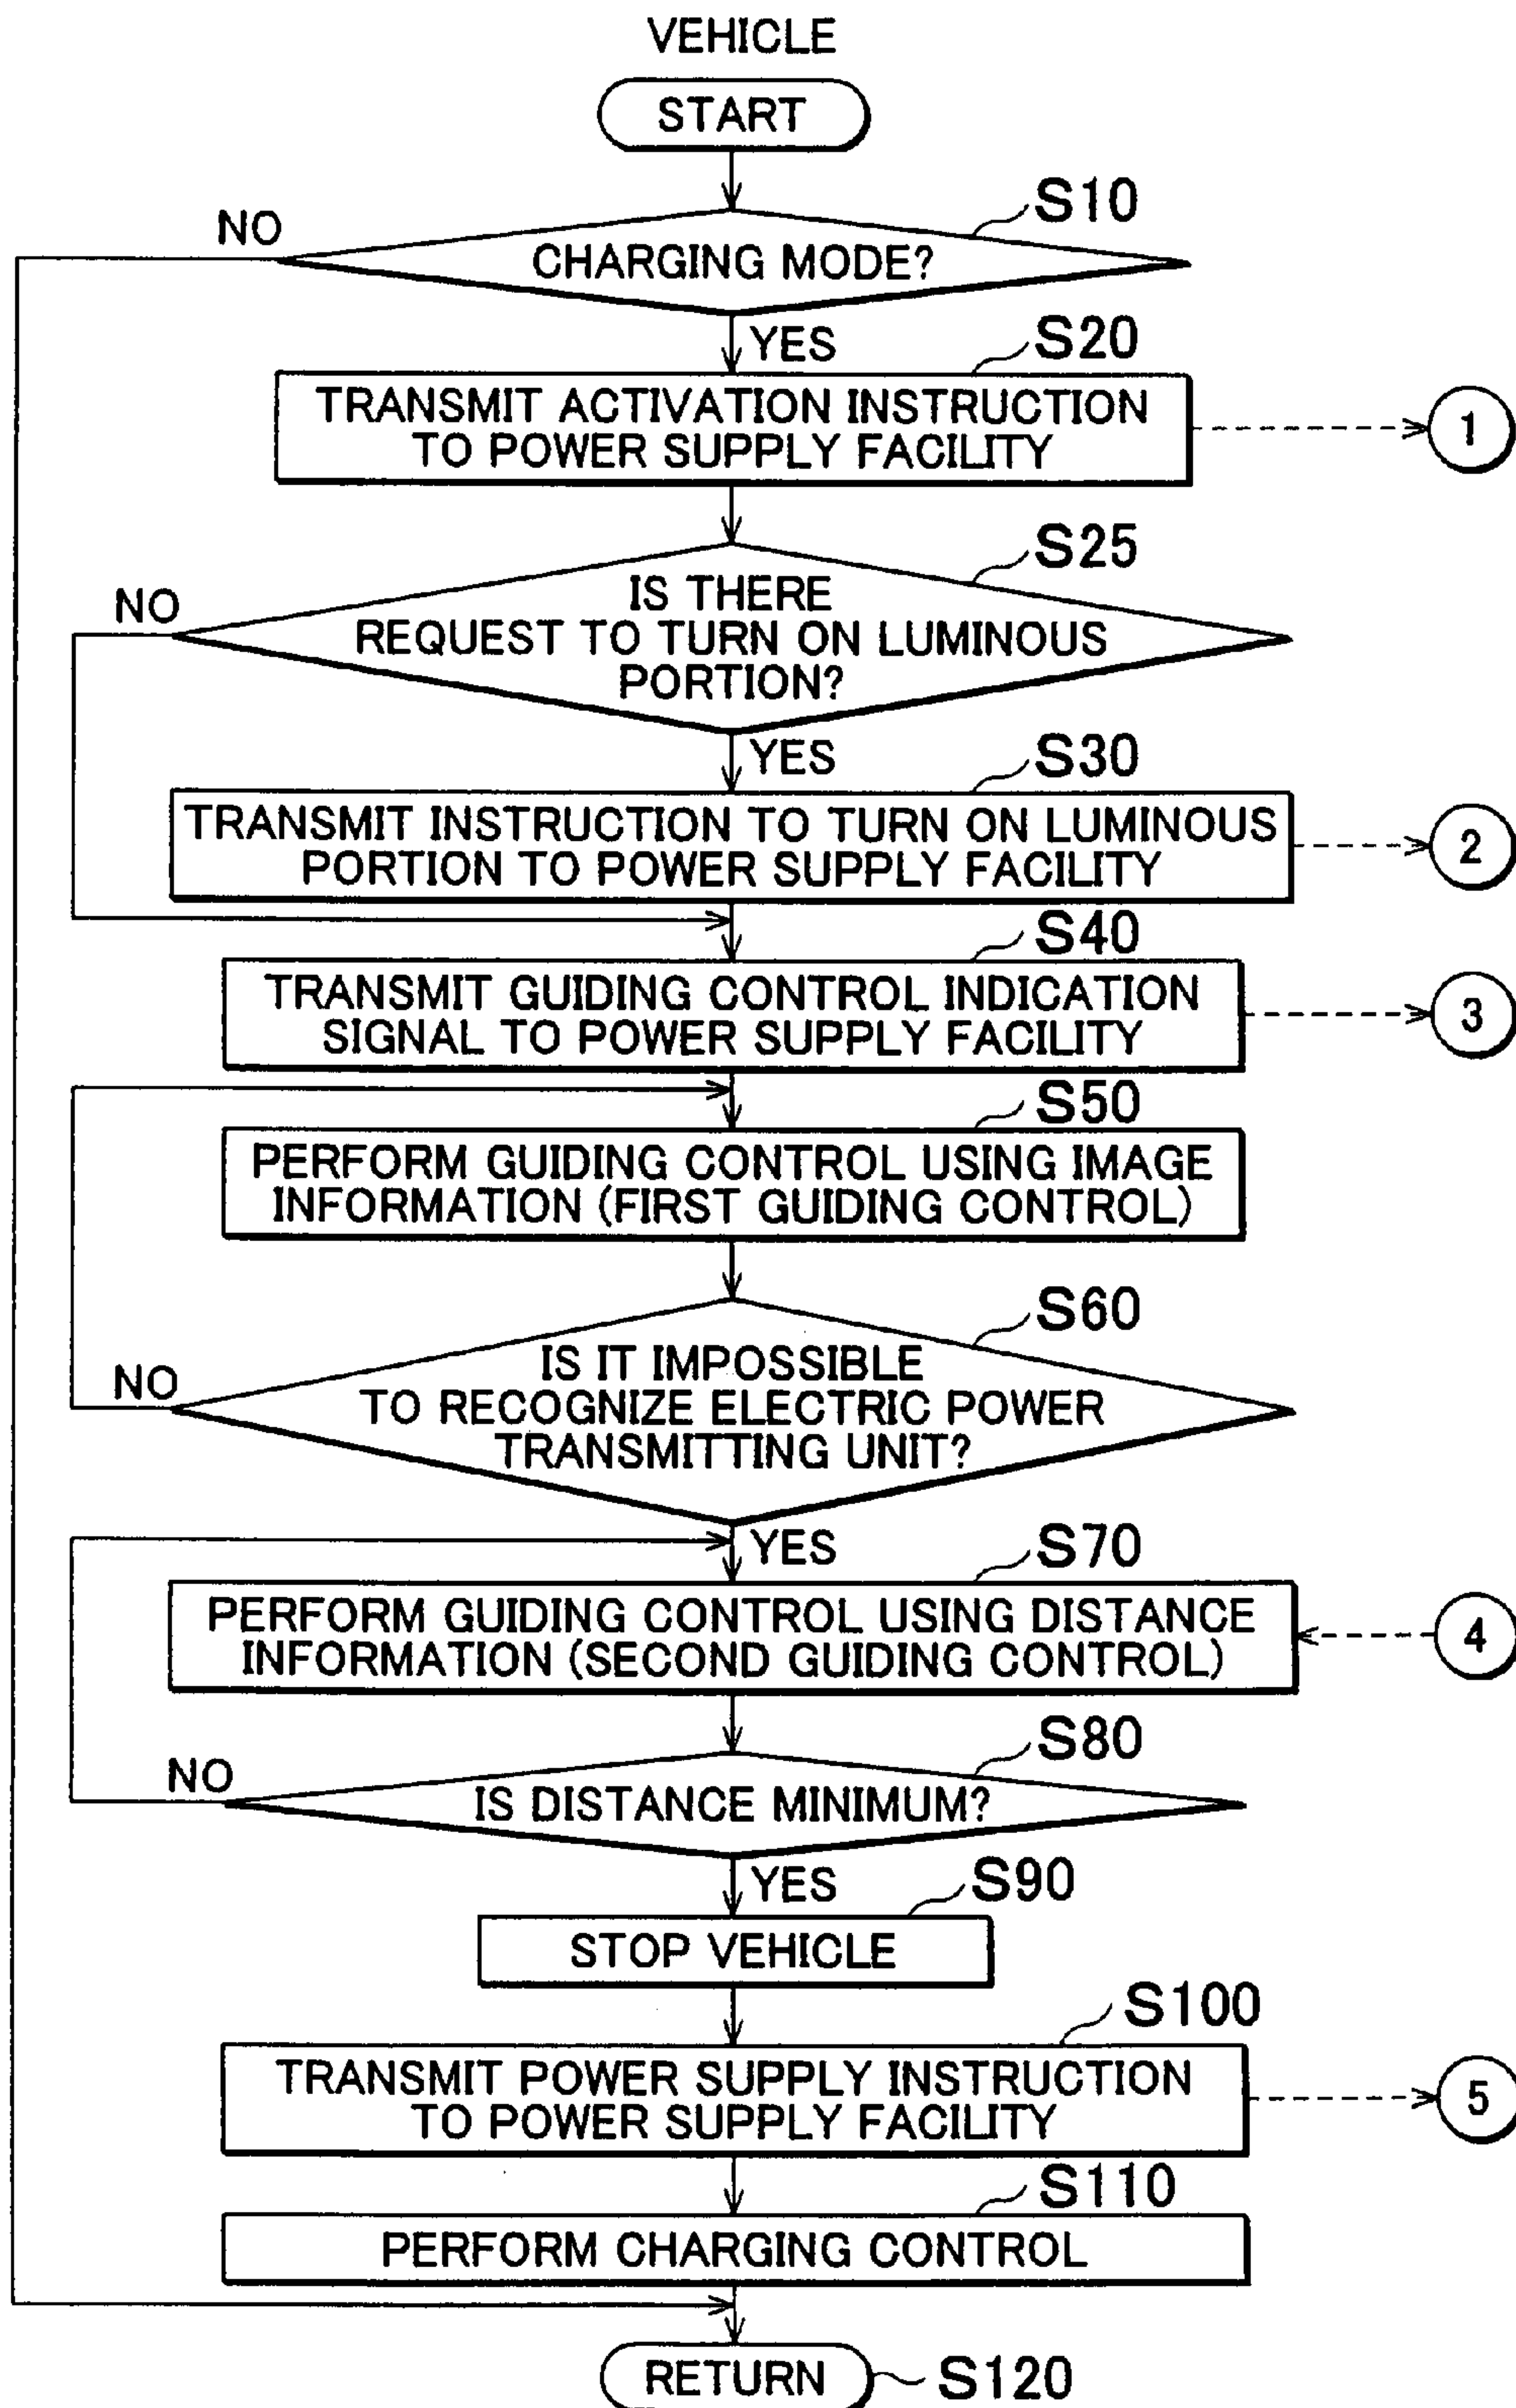 VEHICLE
START
S10
NO
CHARGING MODE?
YES
S20
TRANSMIT ACTIVATION INSTRUCTION
TO POWER SUPPLY FACILITY
1
S25
NO
IS THERE
REQUEST TO TURN ON LUMINOUS
PORTION?
YES
S30
TRANSMIT INSTRUCTION TO TURN ON LUMINOUS
PORTION TO POWER SUPPLY FACILITY
2
S40
TRANSMIT GUIDING CONTROL INDICATION
SIGNAL TO POWER SUPPLY FACILITY
3
S50
PERFORM GUIDING CONTROL USING IMAGE
INFORMATION (FIRST GUIDING CONTROL)
S60
NO
IS IT IMPOSSIBLE
TO RECOGNIZE ELECTRIC POWER
TRANSMITTING UNIT?
YES
S70
PERFORM GUIDING CONTROL USING DISTANCE
INFORMATION (SECOND GUIDING CONTROL)
4
S80
NO
IS DISTANCE MINIMUM?
YES
S90
STOP VEHICLE
S100
TRANSMIT POWER SUPPLY INSTRUCTION
TO POWER SUPPLY FACILITY
5
S110
PERFORM CHARGING CONTROL
RETURN
S120